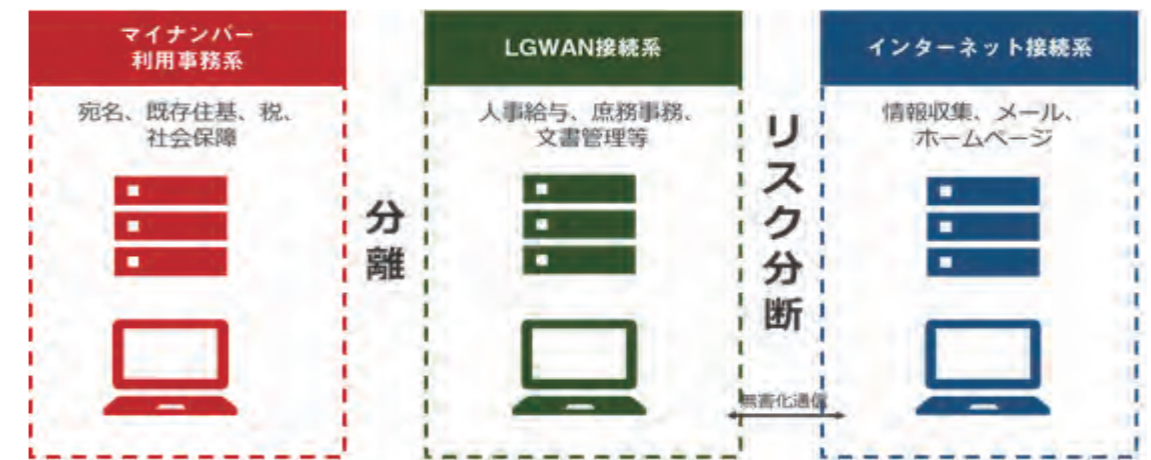 マイナンバー
利用事務系
宛名、既存住基、税、
社会保障
分離
LGWAN接続系
人事給与、庶務事務、
文書管理等
リスク分断
無害化通信
インターネット接続系
情報収集、メール、
ホームページ